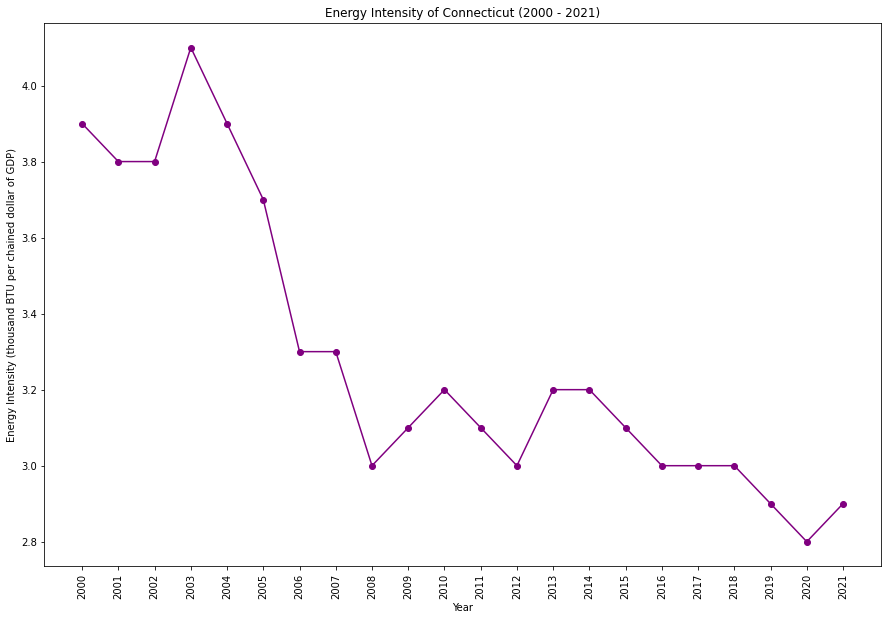 Energy Intensity of Connecticut (2000 - 2021)
Energy Intensity (thousand BTU per chained dollar of GDP)
4.0
3.8
3.6
3.4
3.2
3.0
2.8
2000 2001 2002 2003 2004 2005 2006 2007 2008 2009 2010 2011 2012 2013 2014 2015 2016 2017 2018 2019 2020 2021
Year